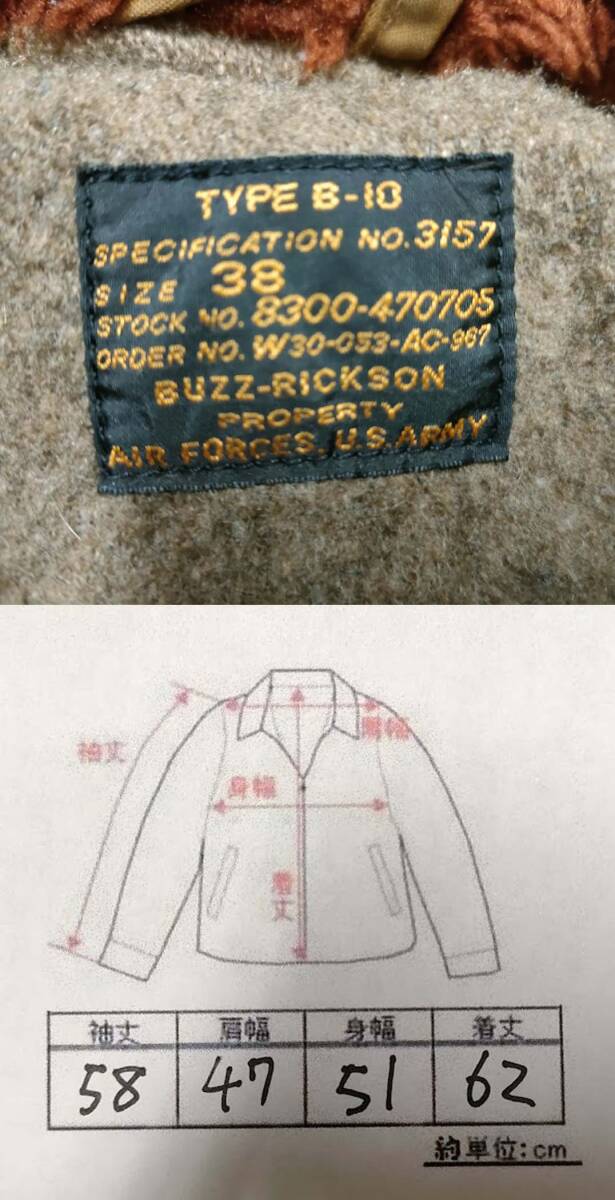 TYPE B-10
SPECIFICATION NO. 3157
SIZE 38
STOCK NO. 8300-470705
ORDER NO. W30-053-AC-967
BUZZ-RICKSON
PROPERTY
AIR FORCES, U.S. ARMY
肩幅
袖丈
身幅
着丈
袖丈 肩幅 身幅 着丈
58 47 51 62
約単位:cm